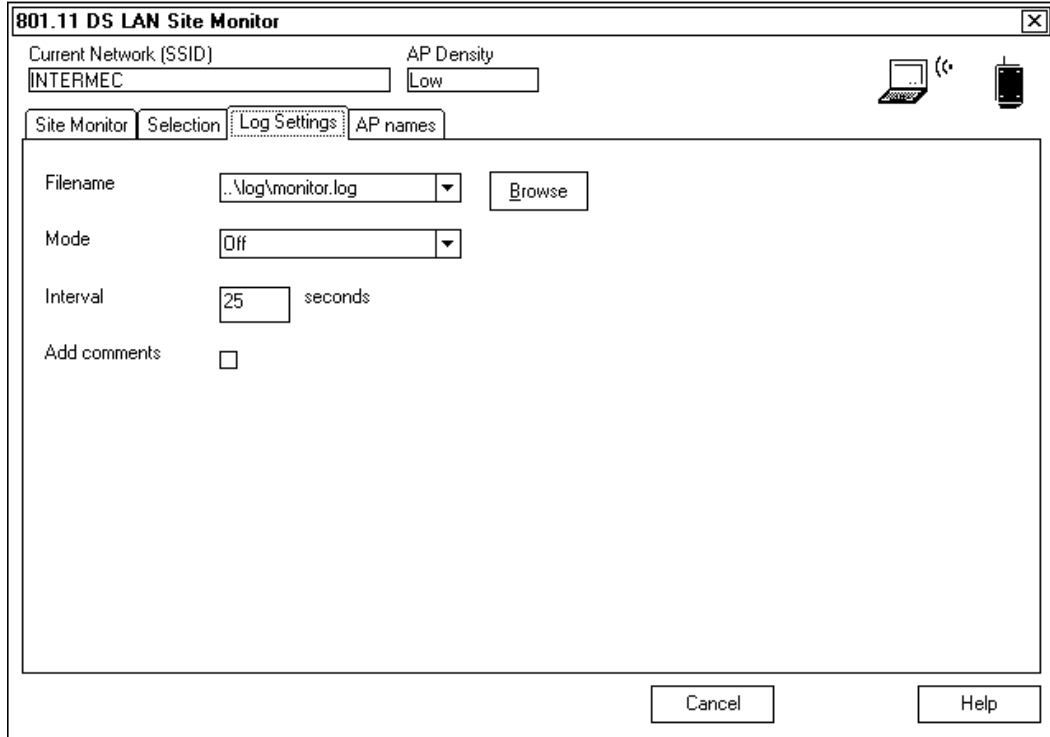 801.11 DS LAN Site Monitor
Current Network (SSID) AP Density
INTERMEC Low
Site Monitor Selection Log Settings AP names
Filename ..\log\monitor.log Browse
Mode Off
Interval 25 seconds
Add comments
Cancel Help